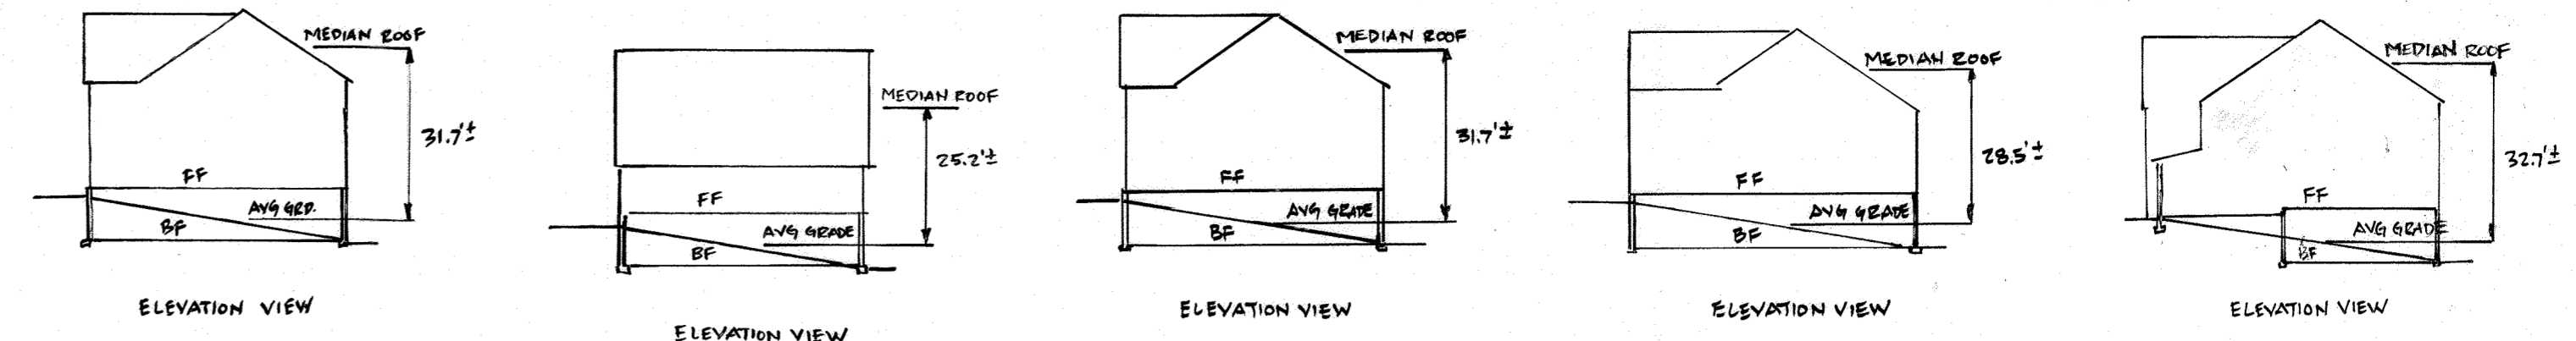 MEDIAN ROOF
31.7'±
FF
AVG GRD.
BF
ELEVATION VIEW
MEDIAN ROOF
25.2'±
FF
AVG GRADE
BF
ELEVATION VIEW
MEDIAN ROOF
31.7'±
FF
AVG GRADE
BF
ELEVATION VIEW
MEDIAN ROOF
28.5'±
FF
AVG GRADE
BF
ELEVATION VIEW
MEDIAN ROOF
32.7'±
FF
AVG GRADE
BF
ELEVATION VIEW